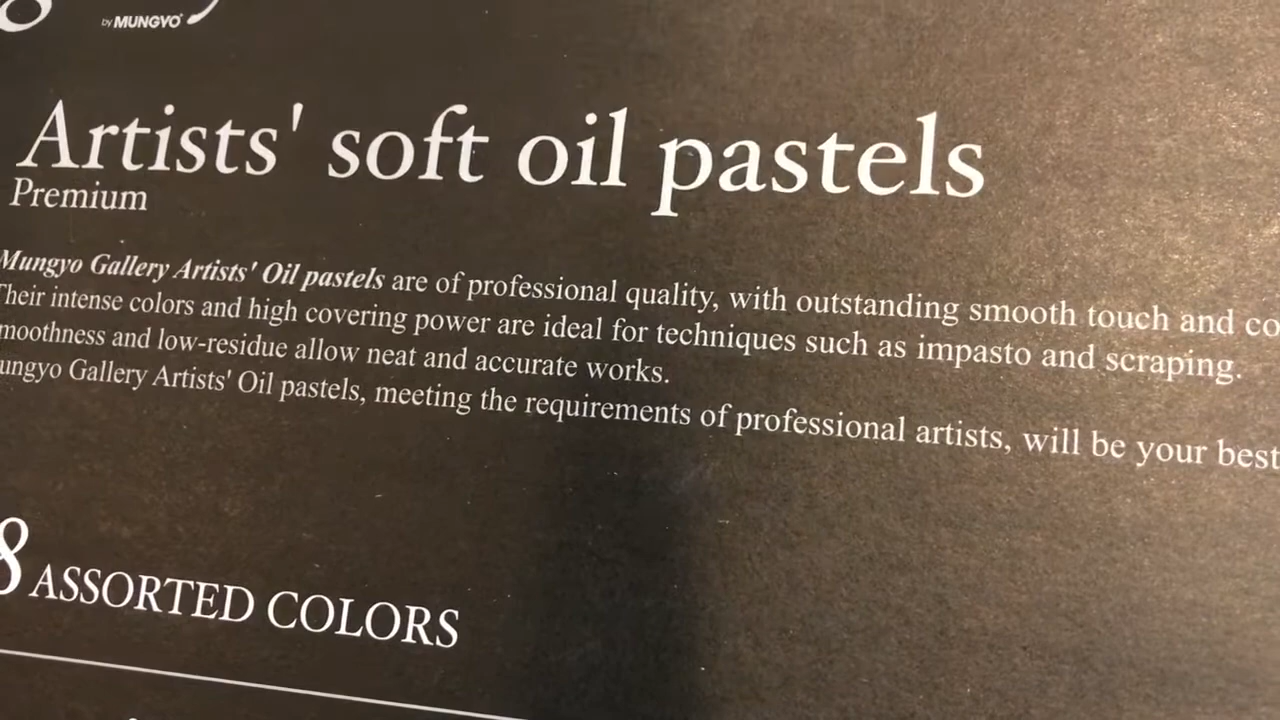 by MUNGYO
Artists' soft oil pastels
Premium
Mungyo Gallery Artists' Oil pastels are of professional quality, with outstanding smooth touch and
Their intense colors and high covering power are ideal for techniques such as impasto and scraping.
and low-residue allow neat and accurate works.
Gallery Artists' Oil pastels, meeting the requirements of professional artists, will be your best
8 ASSORTED COLORS